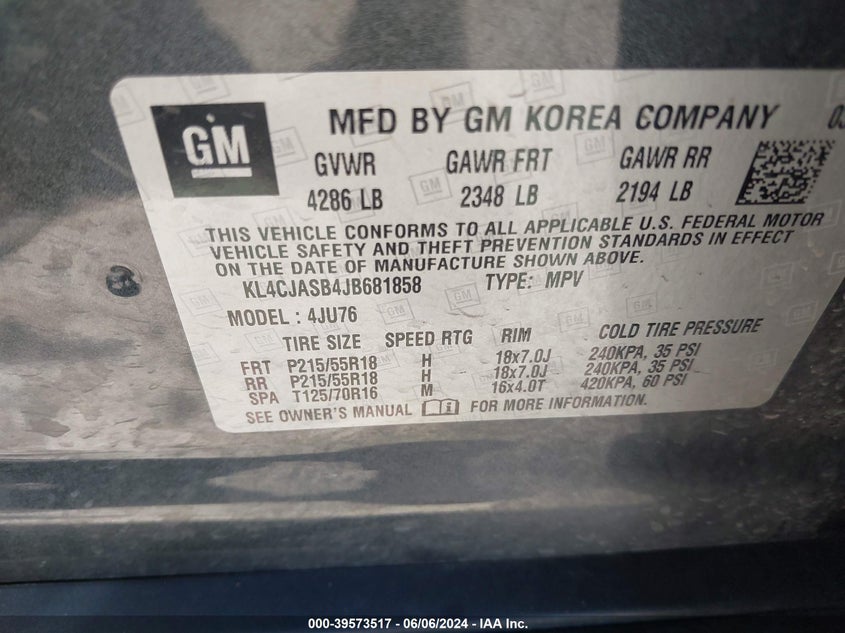 GM
MFD BY GM KOREA COMPANY 03
GVWR GAWR FRT GAWR RR
4286 LB 2348 LB 2194 LB
THIS VEHICLE CONFORMS TO ALL APPLICABLE U.S. FEDERAL MOTOR
VEHICLE SAFETY AND THEFT PREVENTION STANDARDS IN EFFECT
ON THE DATE OF MANUFACTURE SHOWN ABOVE.
KL4CJASB4JB681858 TYPE: MPV
MODEL : 4JU76
TIRE SIZE SPEED RTG RIM COLD TIRE PRESSURE
FRT P215/55R18 H 18x7.0J 240KPA, 35 PSI
RR P215/55R18 H 18x7.0J 240KPA, 35 PSI
SPA T125/70R16 M 16x4.0T 420KPA, 60 PSI
SEE OWNER'S MANUAL FOR MORE INFORMATION.
000-39573517 - 06/06/2024 - IAA Inc.